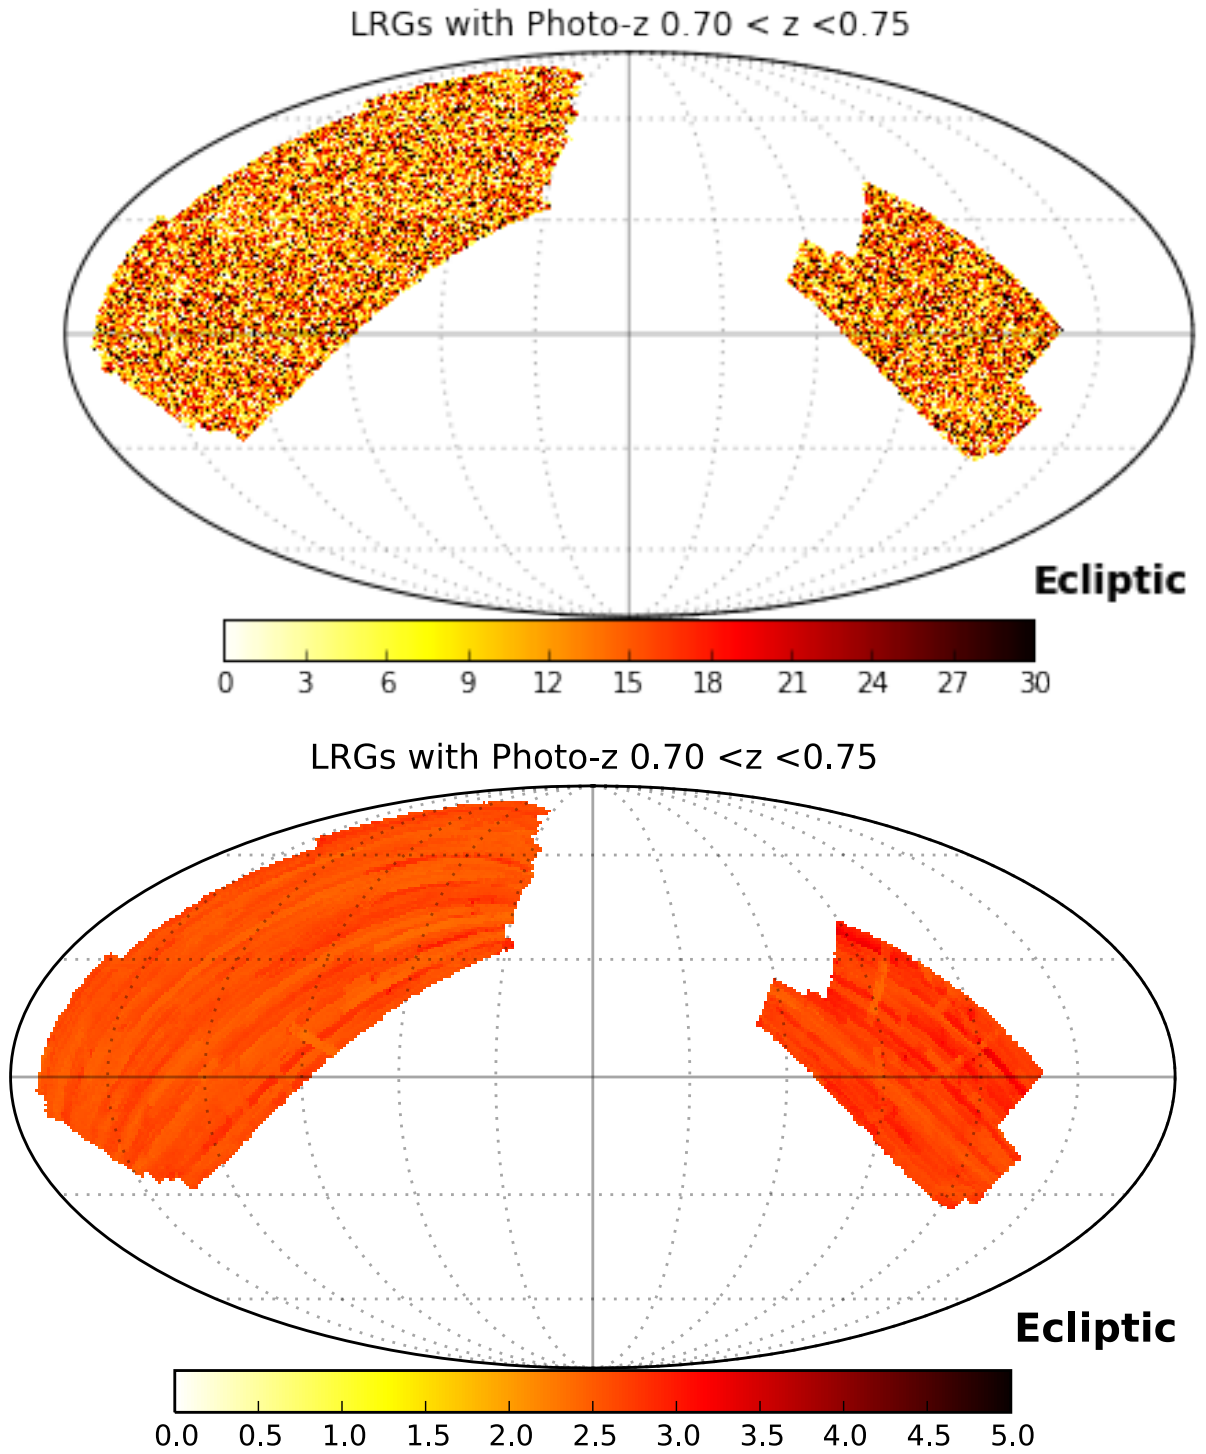 LRGs with Photo-z 0.70 < z <0.75
Ecliptic
0 3 6 9 12 15 18 21 24 27 30
LRGs with Photo-z 0.70 <z <0.75
Ecliptic
0.0 0.5 1.0 1.5 2.0 2.5 3.0 3.5 4.0 4.5 5.0